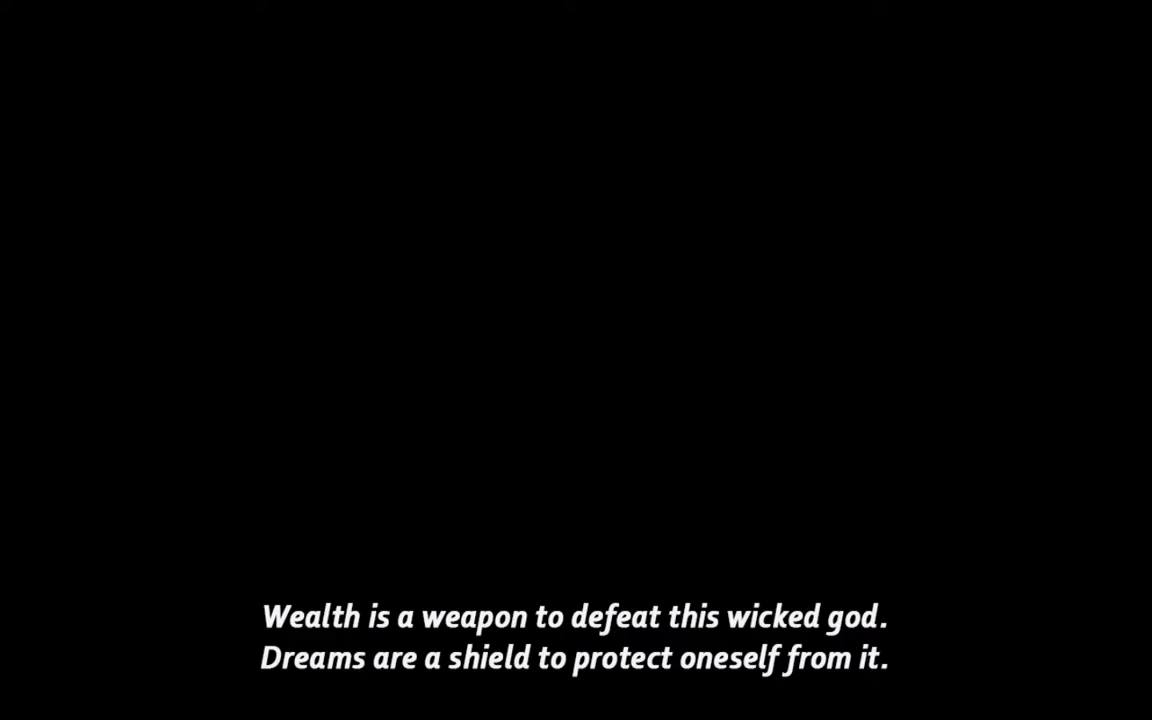 Wealth is a weapon to defeat this wicked god.
Dreams are a shield to protect oneself from it.